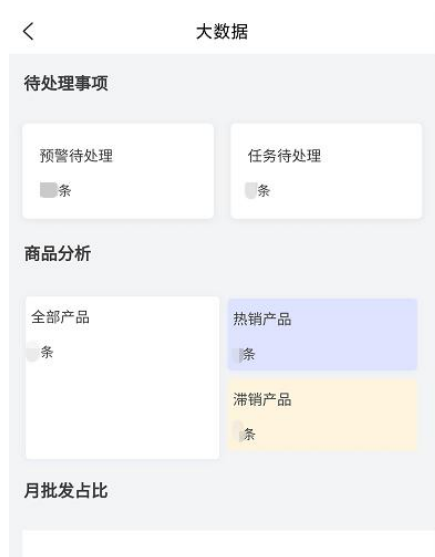 大数据
待处理事项
预警待处理
任务待处理
条
条
商品分析
全部产品
条
热销产品
条
滞销产品
条
月批发占比